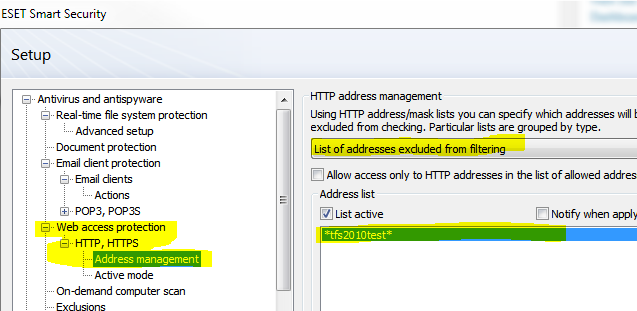 ESET Smart Security
Setup
Antivirus and antispyware
Real-time file system protection
Advanced setup
Document protection
Email client protection
Email clients
Actions
POP3, POP3S
Web access protection
HTTP, HTTPS
Address management
Active mode
On-demand computer scan
Exclusions
HTTP address management
Using HTTP address/mask lists you can specify which addresses will b
excluded from checking. Particular lists are grouped by type.
List of addresses excluded from filtering
Allow access only to HTTP addresses in the list of allowed addres
Address list
List active Notify when apply
*tfs2010test*